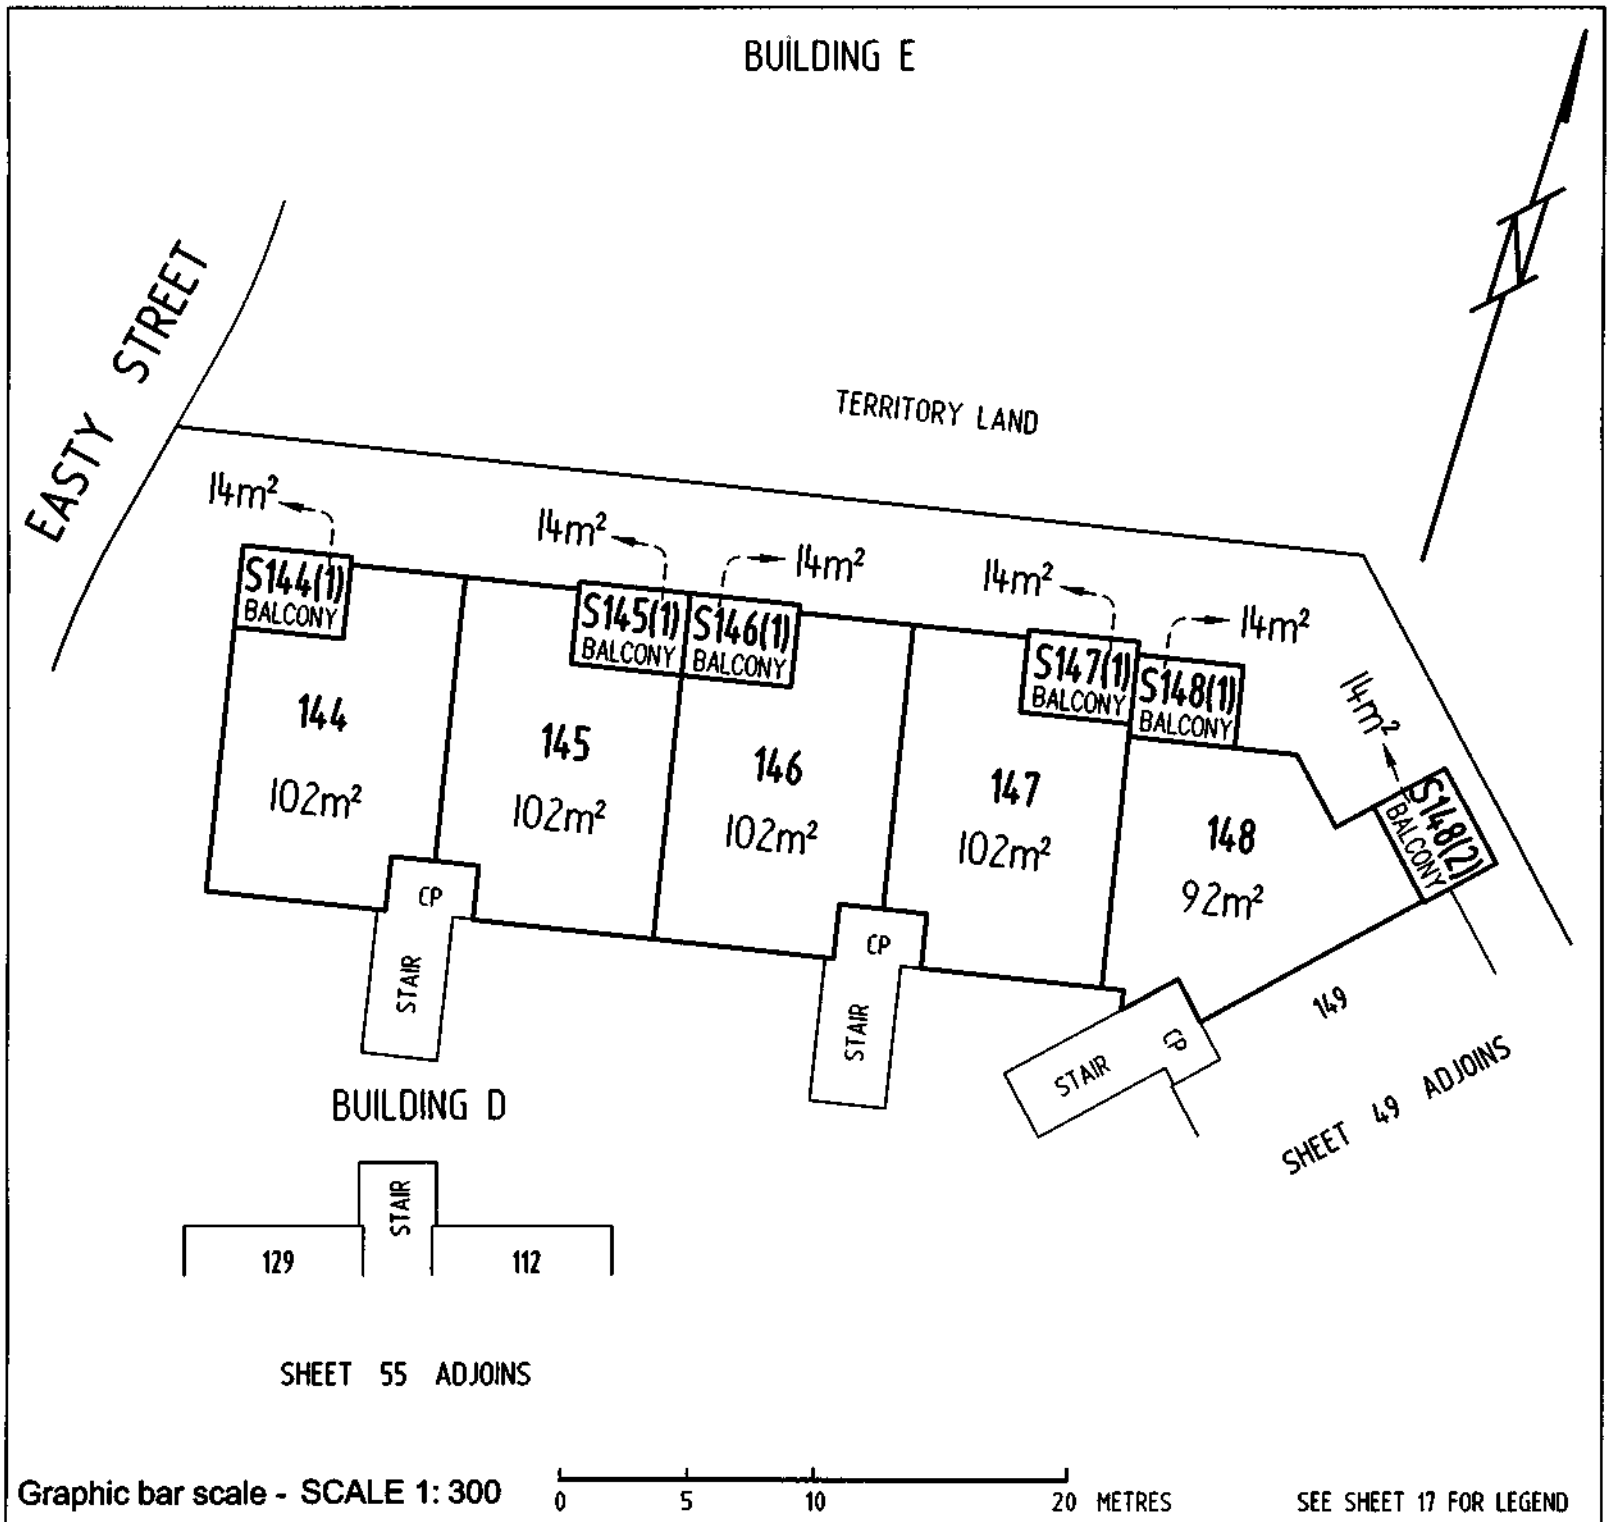 BUILDING E
N
EASTY STREET
TERRITORY LAND
14m²
14m²
14m²
14m²
14m²
14m²
S144(1)
BALCONY
S145(1)
BALCONY
S146(1)
BALCONY
S147(1)
BALCONY
S148(1)
BALCONY
S148(2)
BALCONY
144
102m²
145
102m²
146
102m²
147
102m²
148
92m²
CP
STAIR
CP
STAIR
CP
STAIR
149
SHEET 49 ADJOINS
BUILDING D
STAIR
129
112
SHEET 55 ADJOINS
Graphic bar scale - SCALE 1: 300
0 5 10 20 METRES
SEE SHEET 17 FOR LEGEND